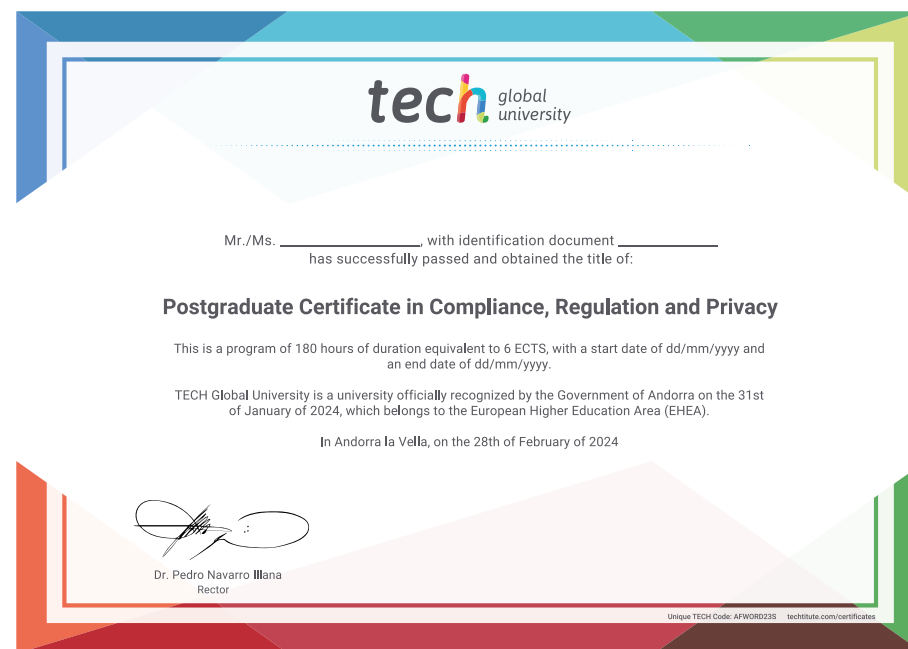 tech global
university
Mr./Ms. ____________, with identification document ____________
has successfully passed and obtained the title of:
Postgraduate Certificate in Compliance, Regulation and Privacy
This is a program of 180 hours of duration equivalent to 6 ECTS, with a start date of dd/mm/yyyy and
an end date of dd/mm/yyyy.
TECH Global University is a university officially recognized by the Government of Andorra on the 31st
of January of 2024, which belongs to the European Higher Education Area (EHEA).
In Andorra la Vella, on the 28th of February of 2024
Dr. Pedro Navarro Illana
Rector
Unique TECH Code: AFWORD23S techtitute.com/certificates